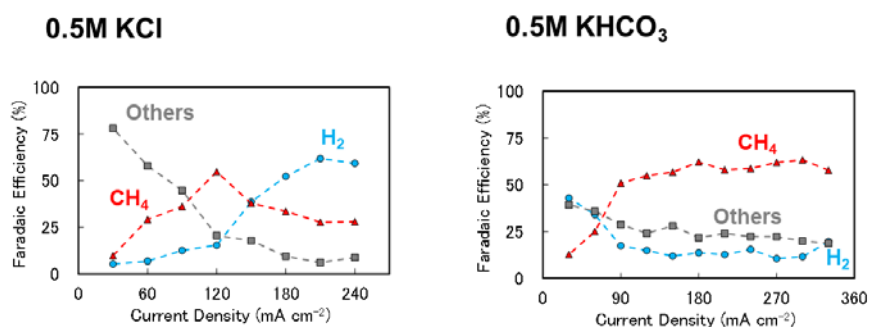 0.5M KCl
0.5M KHCO₃
100
75
50
25
0
Faradaic Efficiency (%)
Others
H₂
CH₄
0
60
120
180
240
Current Density (mA cm⁻²)
100
75
50
25
0
Faradaic Efficiency (%)
CH₄
Others
H₂
0
90
180
270
360
Current Density (mA cm⁻²)